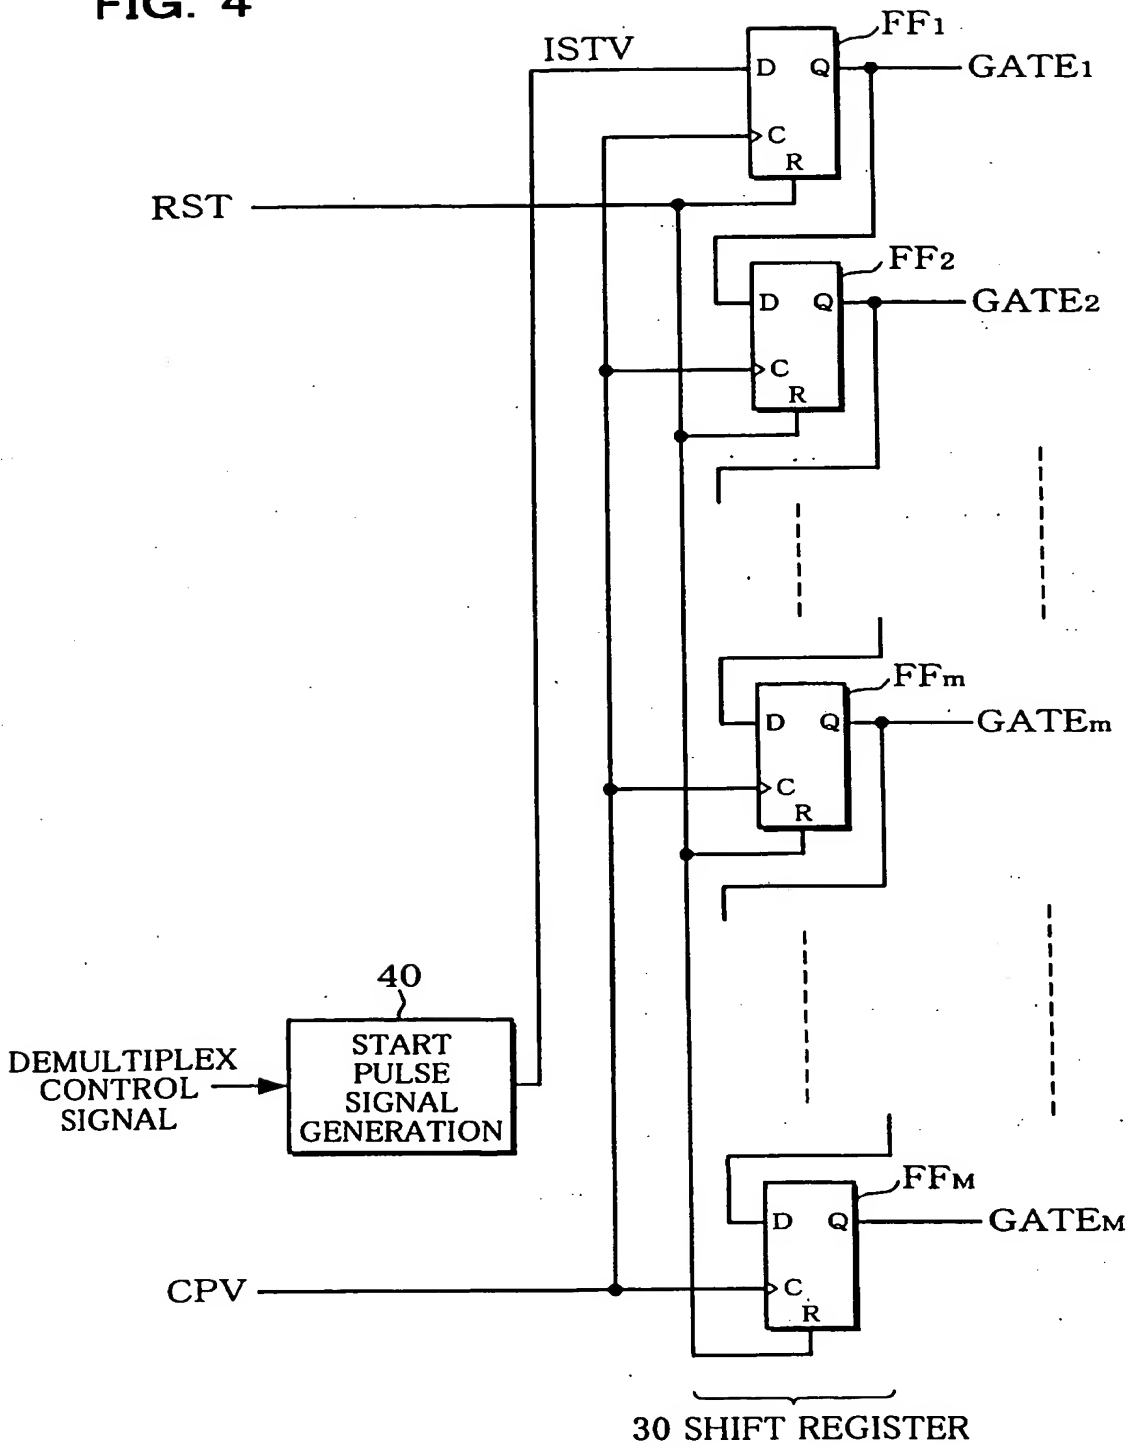 FIG. 4
ISTV
FF1
D Q
GATE1
C
R
RST
FF2
D Q
GATE2
C
R
FFm
D Q
GATEm
C
R
40
DEMULTIPLEX
CONTROL
SIGNAL
START
PULSE
SIGNAL
GENERATION
FFM
D Q
GATEM
CPV
C
R
30 SHIFT REGISTER